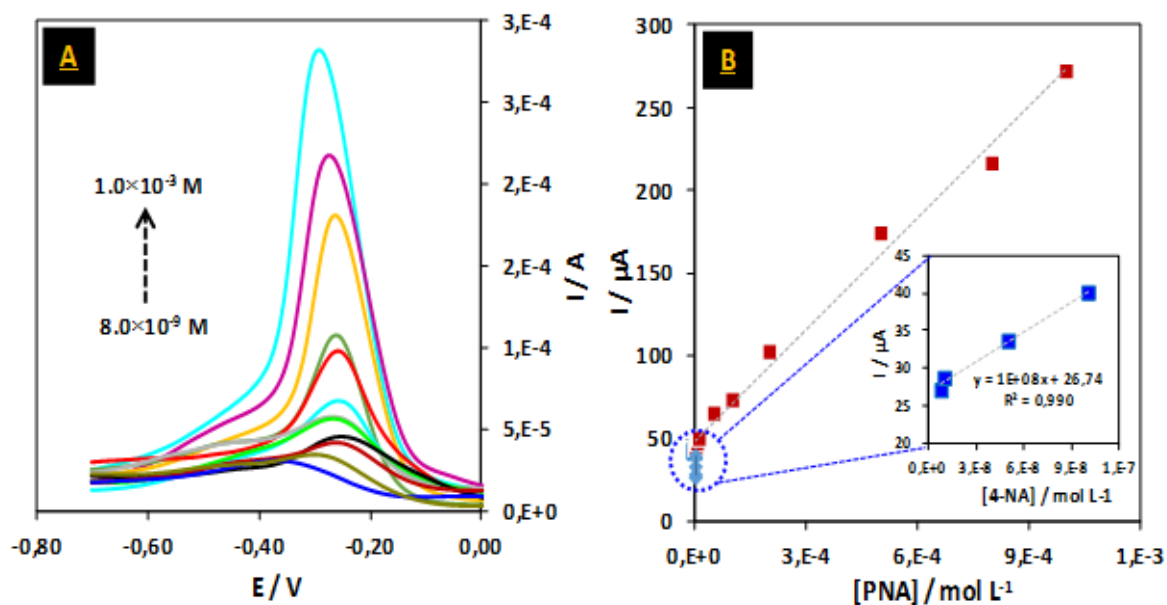 A
3,E-4
3,E-4
2,E-4
2,E-4
1,E-4
5,E-5
0,E+0
I / A
1.0×10⁻³ M
8.0×10⁻⁹ M
-0,80
-0,60
-0,40
-0,20
0,00
E / V
B
300
250
200
150
100
50
0
I / µA
0,E+0
3,E-4
6,E-4
9,E-4
1,E-3
[PNA] / mol L⁻¹
45
40
35
30
25
20
I / µA
y = 1E+08x + 26,74
R² = 0,990
0,E+0
3,E-8
6,E-8
9,E-8
1,E-7
[4-NA] / mol L-1